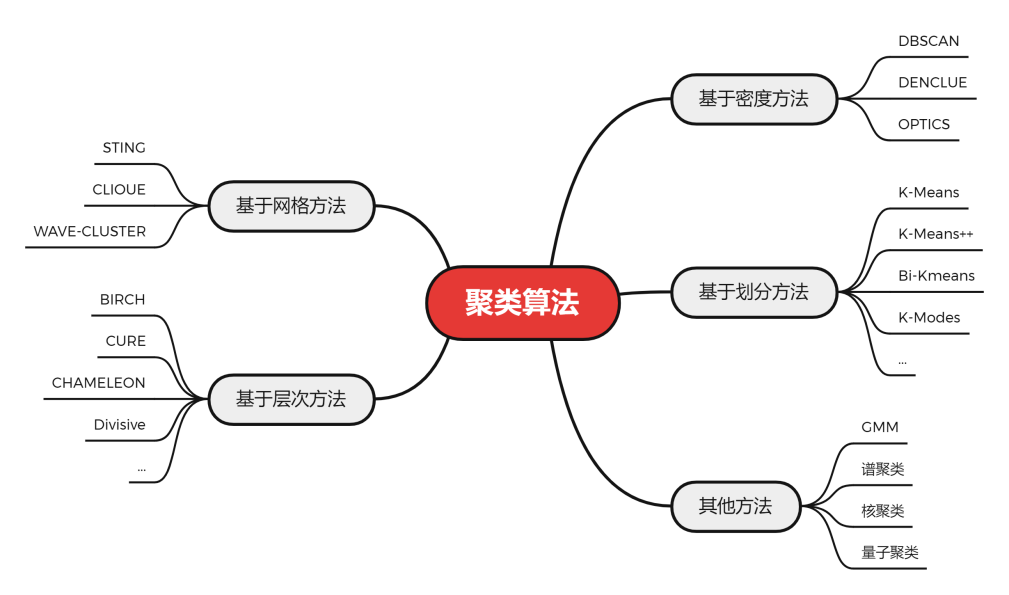 聚类算法
基于密度方法
DBSCAN
DENCLUE
OPTICS
基于划分方法
K-Means
K-Means++
Bi-Kmeans
K-Modes
...
其他方法
GMM
谱聚类
核聚类
量子聚类
基于网格方法
STING
CLIOUE
WAVE-CLUSTER
基于层次方法
BIRCH
CURE
CHAMELEON
Divisive
...